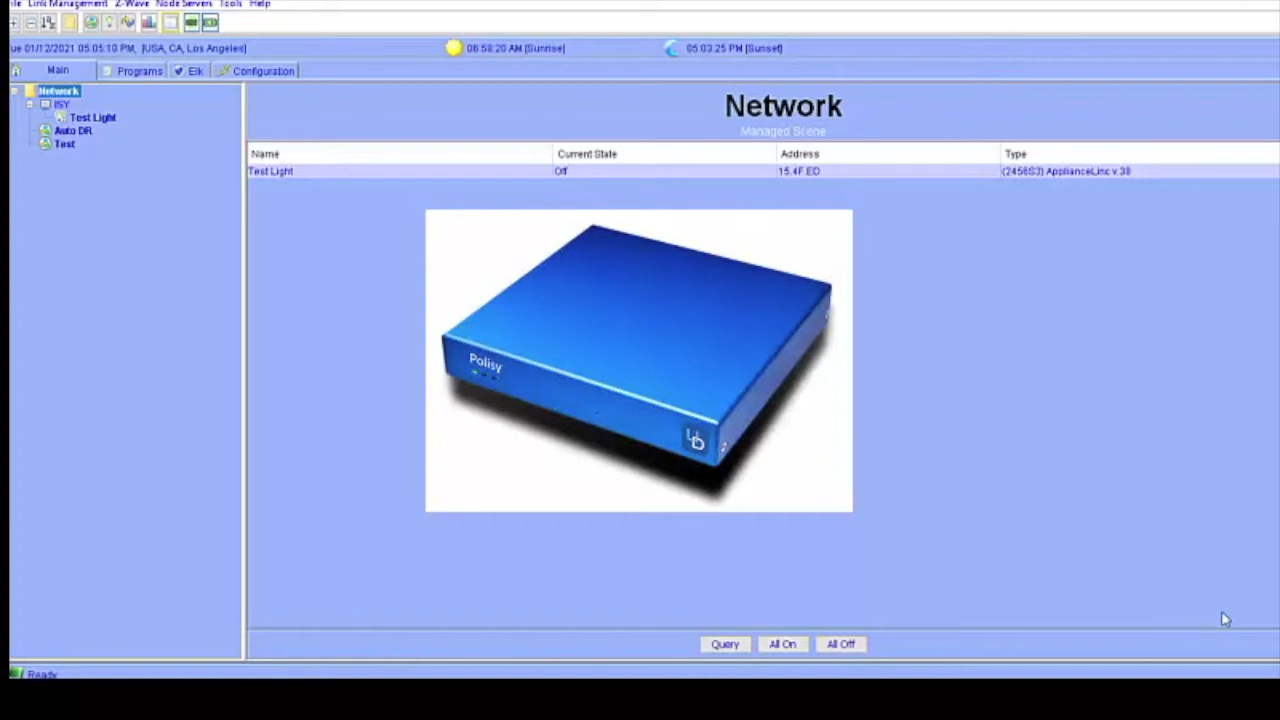 Link Management Z-Wave Node Servers Tools Help
ue 01/12/2021 05:05:10 PM, [USA, CA, Los Angeles] 06:58:20 AM [Sunrise] 05:03:25 PM [Sunset]
Main Programs Elk Configuration
Network
ISY
Test Light
Auto DR
Test
Network
Managed Scene
Name Current State Address Type
Test Light Off 15.4F.ED (2456S3) ApplianceLinc v.38
Polisy
Query All On All Off
Ready